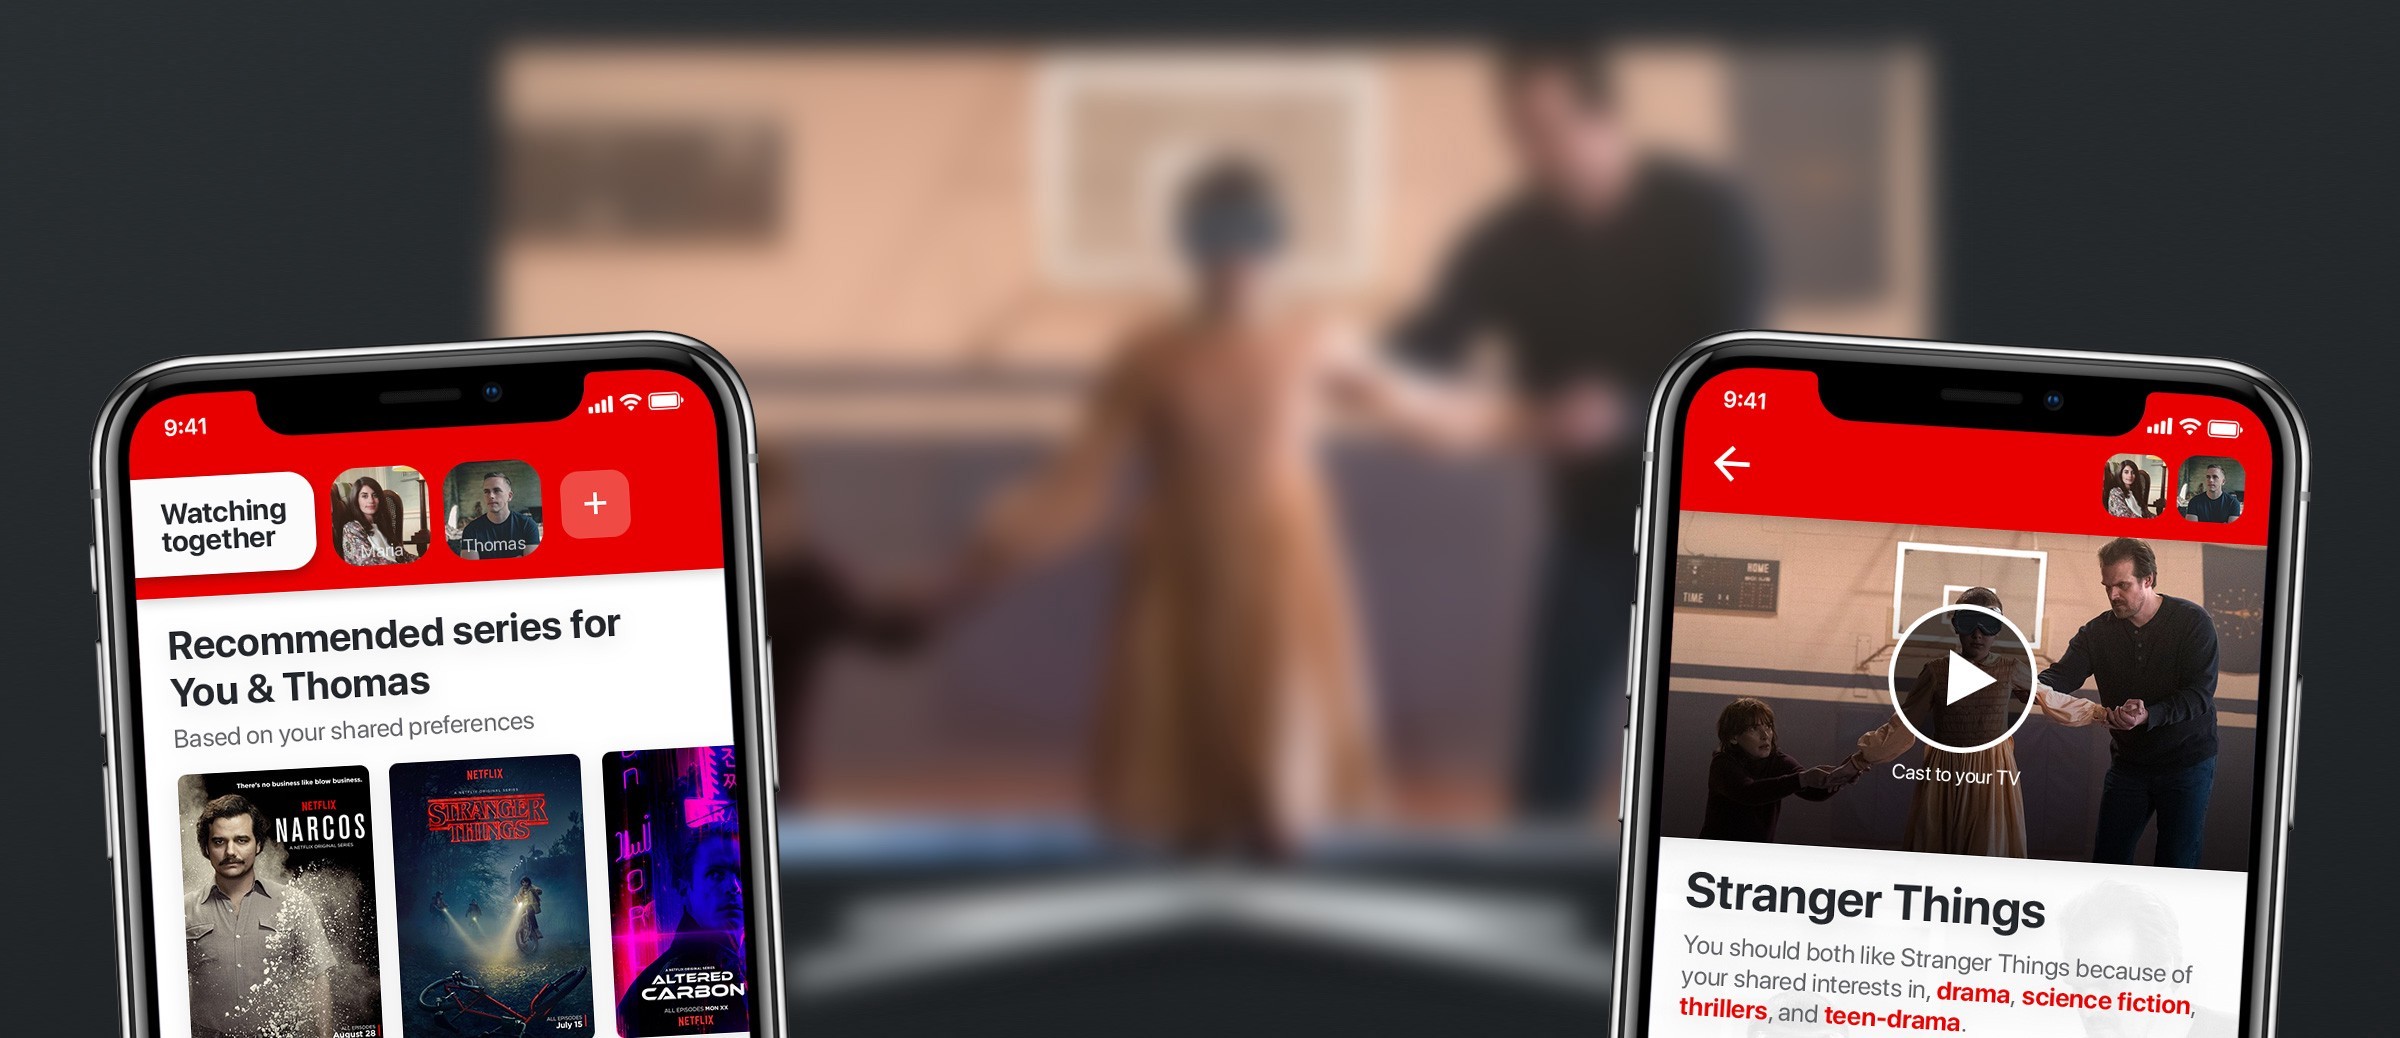 9:41
Watching
together
Maria
Thomas
+
Recommended series for
You & Thomas
Based on your shared preferences
There's no business like blow business.
NETFLIX
NARCOS
A NETFLIX ORIGINAL SERIES
ALL EPISODES
August 28
NETFLIX
A NETFLIX ORIGINAL SERIES
STRANGER
THINGS
ALL EPISODES
July 15
A NETFLIX ORIGINAL SERIES
ALTERED
CARBON
ALL EPISODES MON XX
NETFLIX
9:41
HOME
TIME
Cast to your TV
Stranger Things
You should both like Stranger Things because of
your shared interests in, drama, science fiction,
thrillers, and teen-drama.